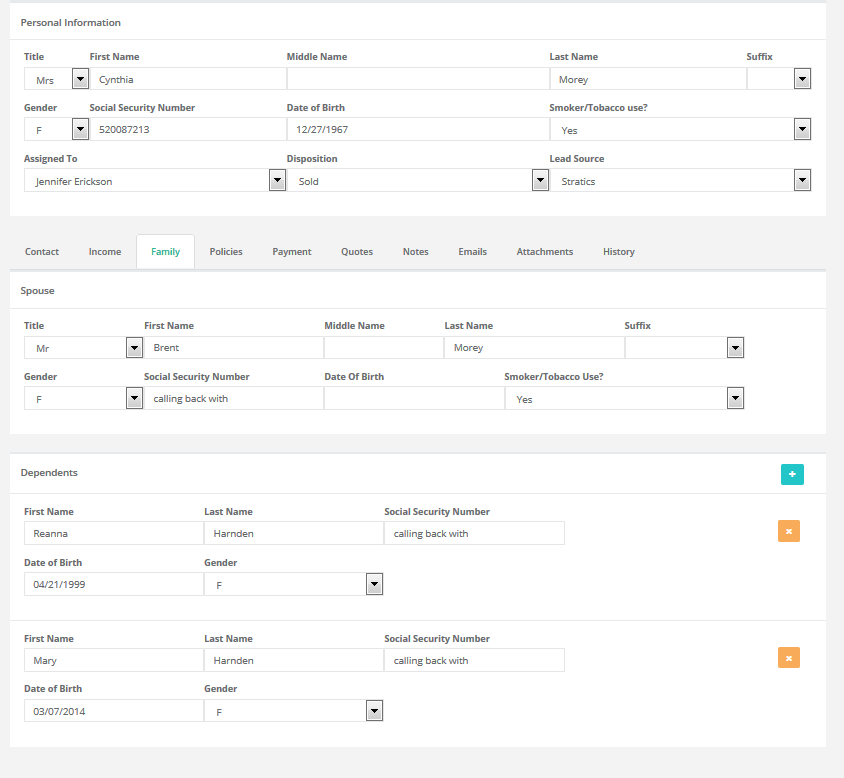 Personal Information
Title First Name Middle Name Last Name Suffix
Mrs Cynthia Morey
Gender Social Security Number Date of Birth Smoker/Tobacco use?
F 520087213 12/27/1967 Yes
Assigned To Disposition Lead Source
Jennifer Erickson Sold Stratics
Contact Income Family Policies Payment Quotes Notes Emails Attachments History
Spouse
Title First Name Middle Name Last Name Suffix
Mr Brent Morey
Gender Social Security Number Date Of Birth Smoker/Tobacco Use?
F calling back with Yes
Dependents
First Name Last Name Social Security Number
Reanna Harnden calling back with
Date of Birth Gender
04/21/1999 F
First Name Last Name Social Security Number
Mary Harnden calling back with
Date of Birth Gender
03/07/2014 F